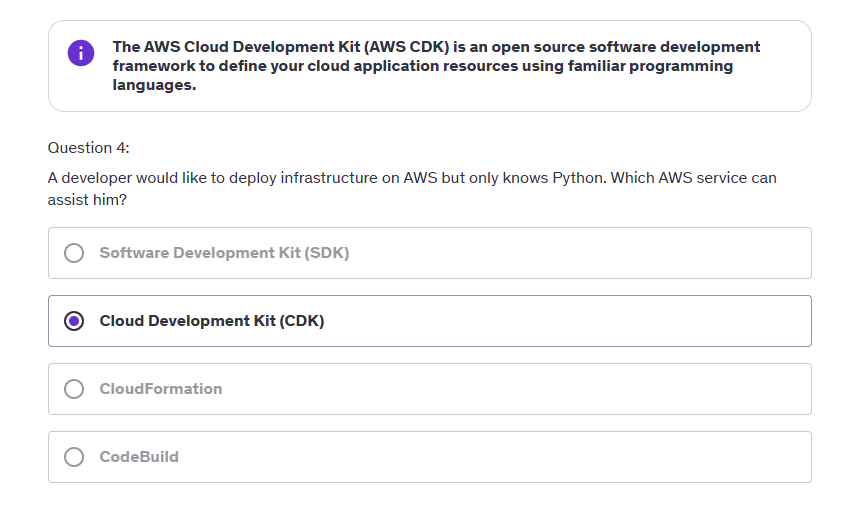 The AWS Cloud Development Kit (AWS CDK) is an open source software development
framework to define your cloud application resources using familiar programming
languages.
Question 4:
A developer would like to deploy infrastructure on AWS but only knows Python. Which AWS service can
assist him?
Software Development Kit (SDK)
Cloud Development Kit (CDK)
CloudFormation
CodeBuild